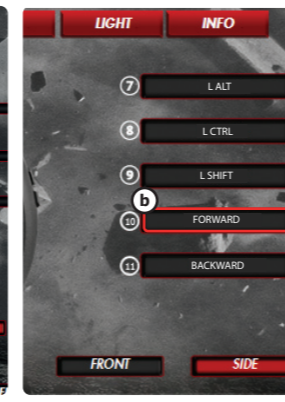 LIGHT INFO
7 L ALT
8 L CTRL
9 L SHIFT
b
10 FORWARD
11 BACKWARD
FRONT SIDE